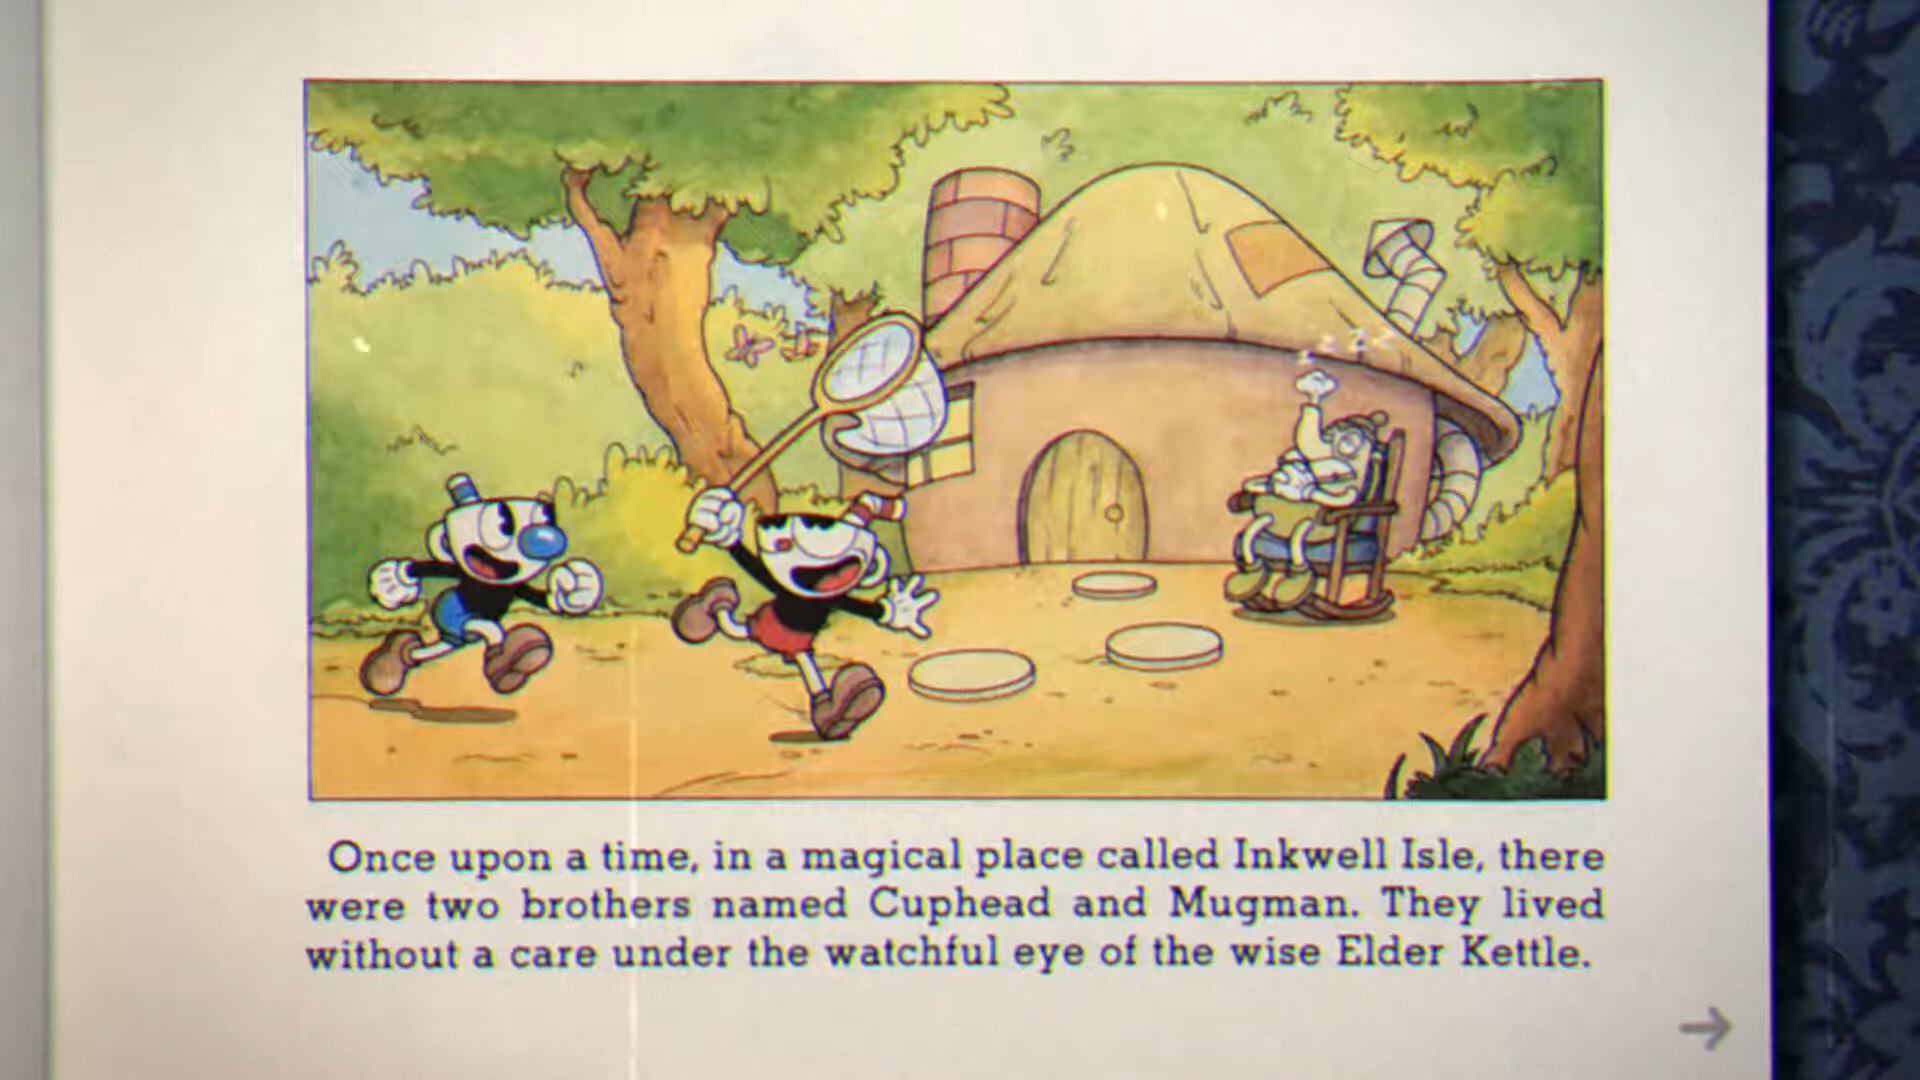 z z z z
Once upon a time, in a magical place called Inkwell Isle, there
were two brothers named Cuphead and Mugman. They lived
without a care under the watchful eye of the wise Elder Kettle.